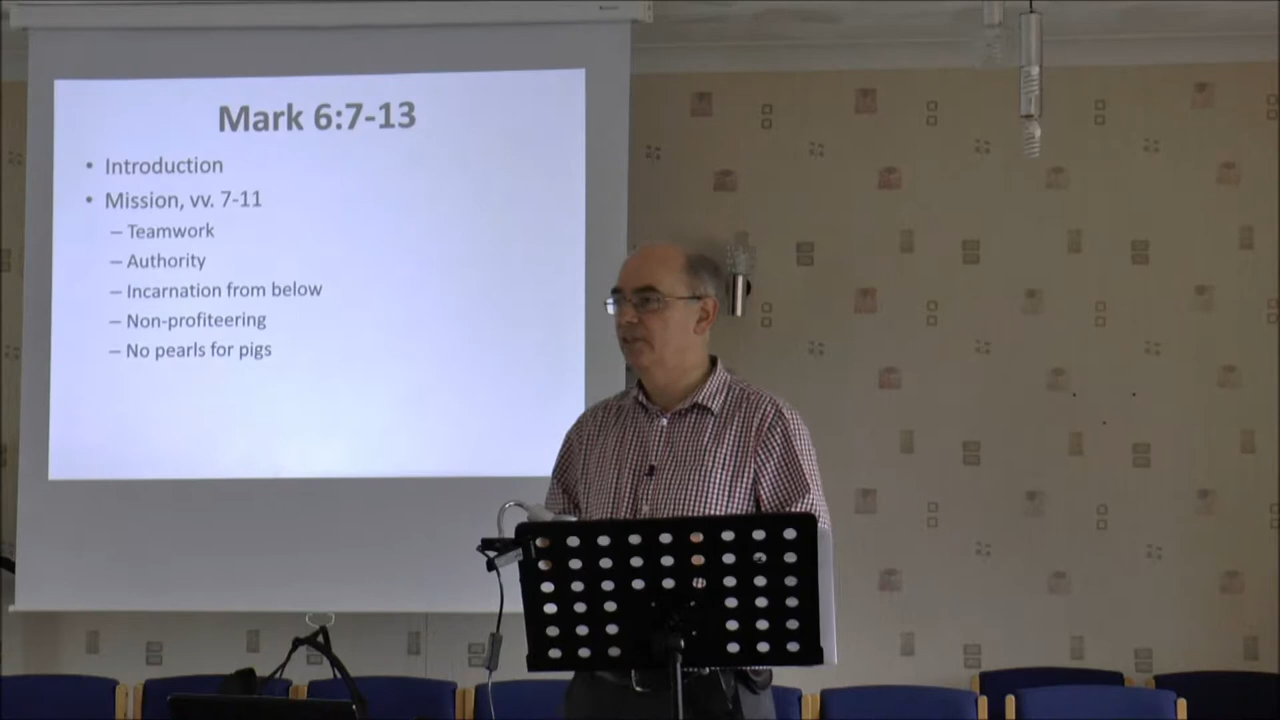 Mark 6:7-13
• Introduction
• Mission, vv. 7-11
– Teamwork
– Authority
– Incarnation from below
– Non-profiteering
– No pearls for pigs